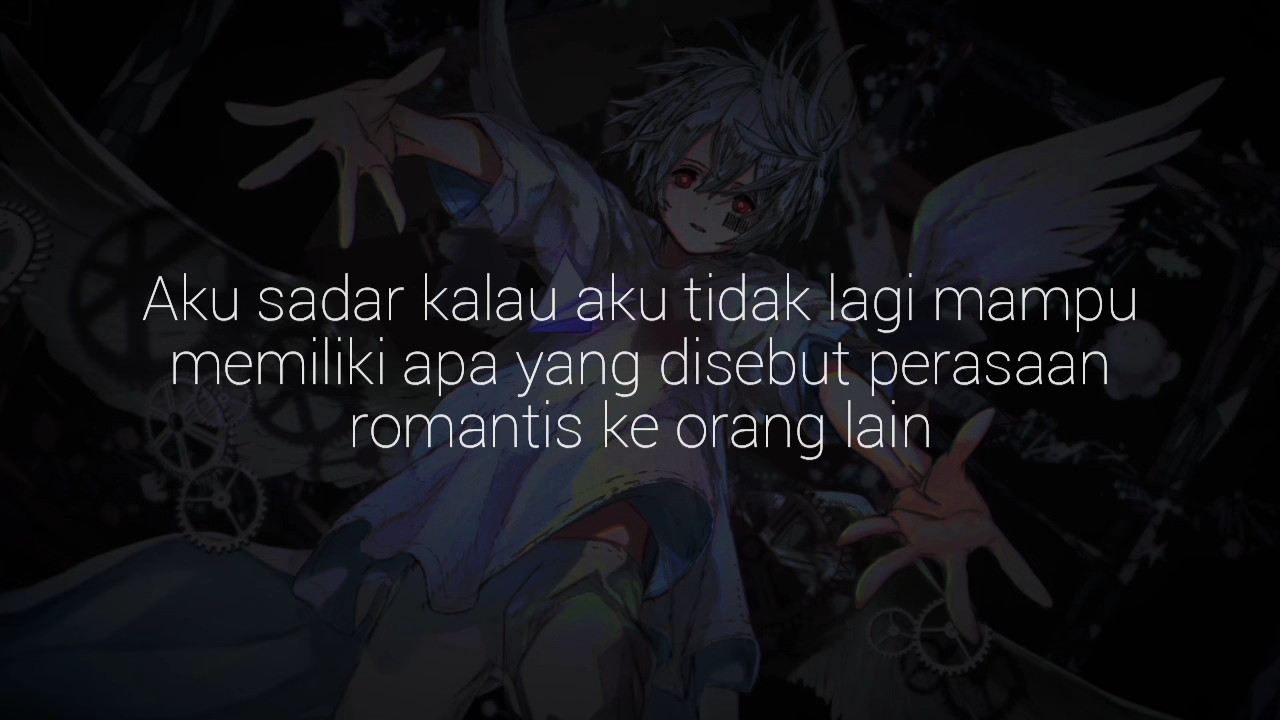 Aku sadar kalau aku tidak lagi mampu
memiliki apa yang disebut perasaan
romantis ke orang lain